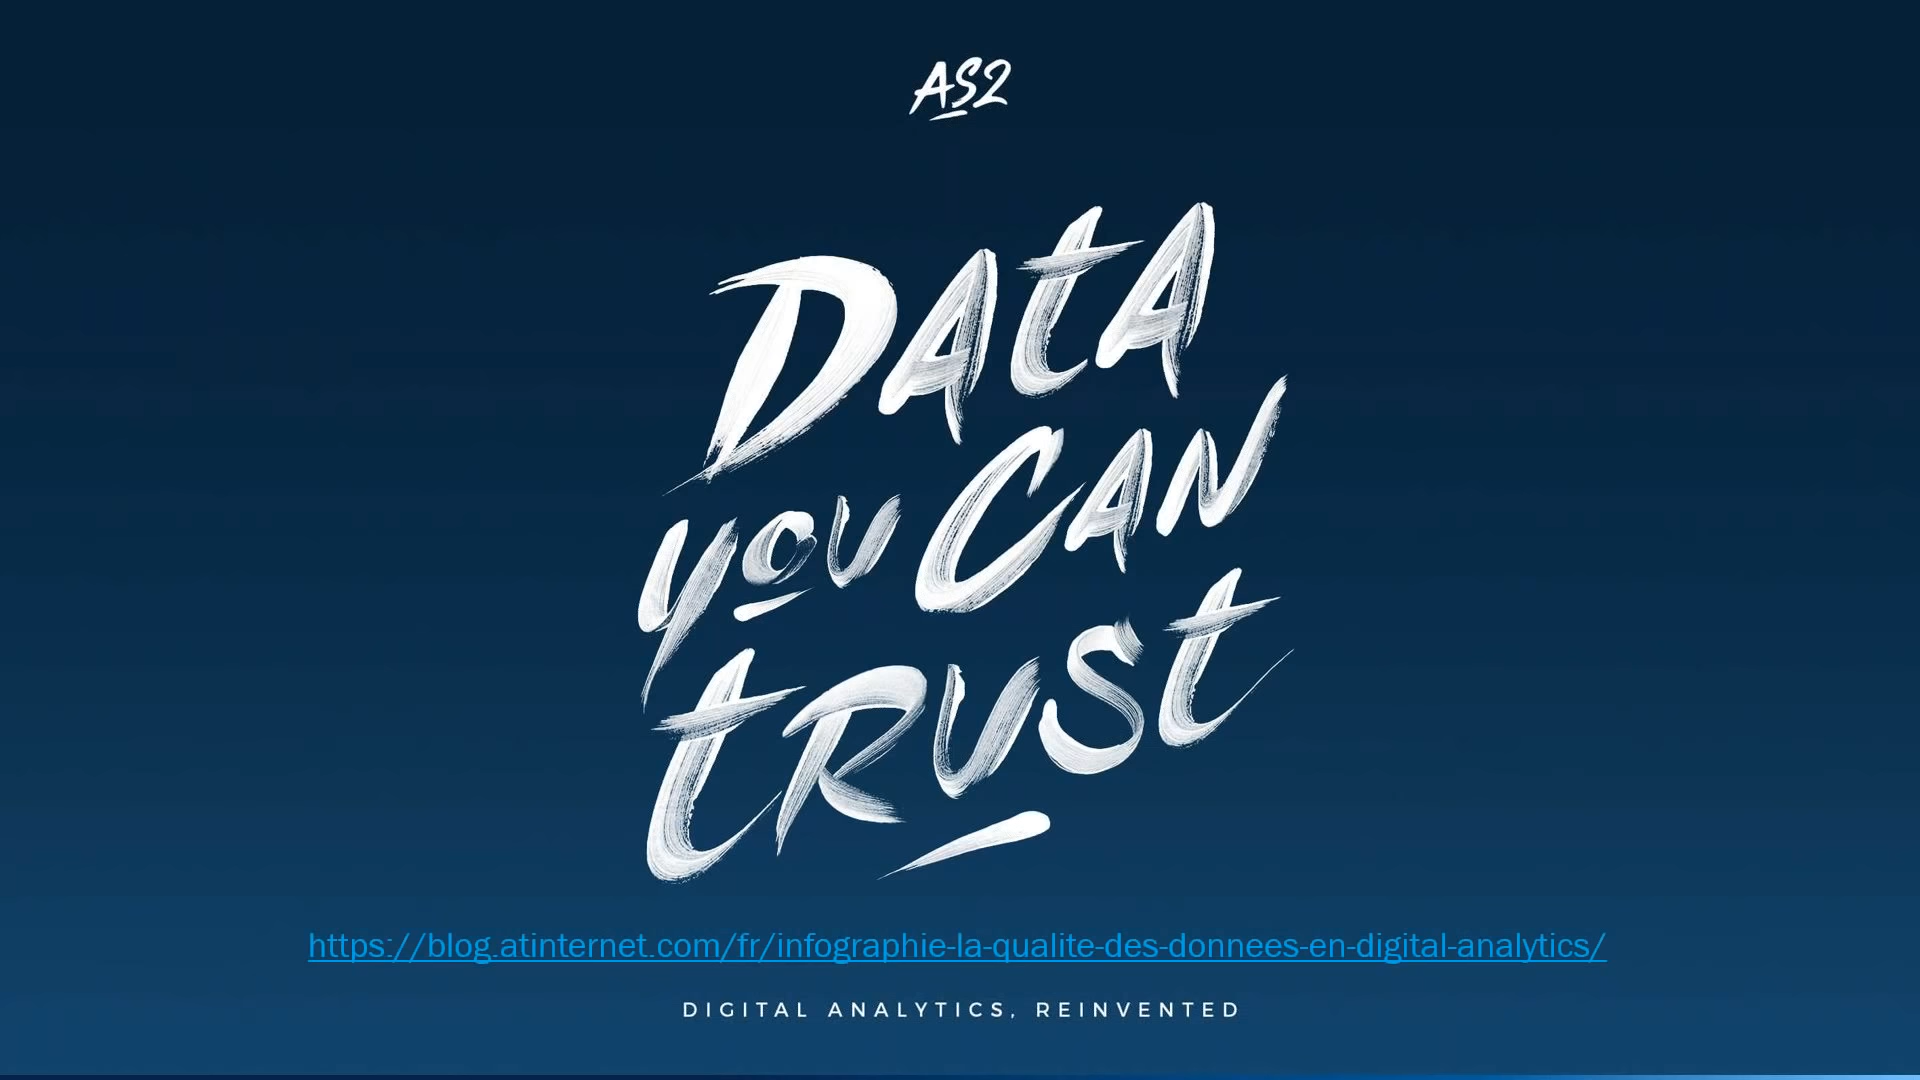 AS2
DATA
YOU CAN
TRUST
https://blog.atinternet.com/fr/infographie-la-qualite-des-donnees-en-digital-analytics/
DIGITAL ANALYTICS, REINVENTED